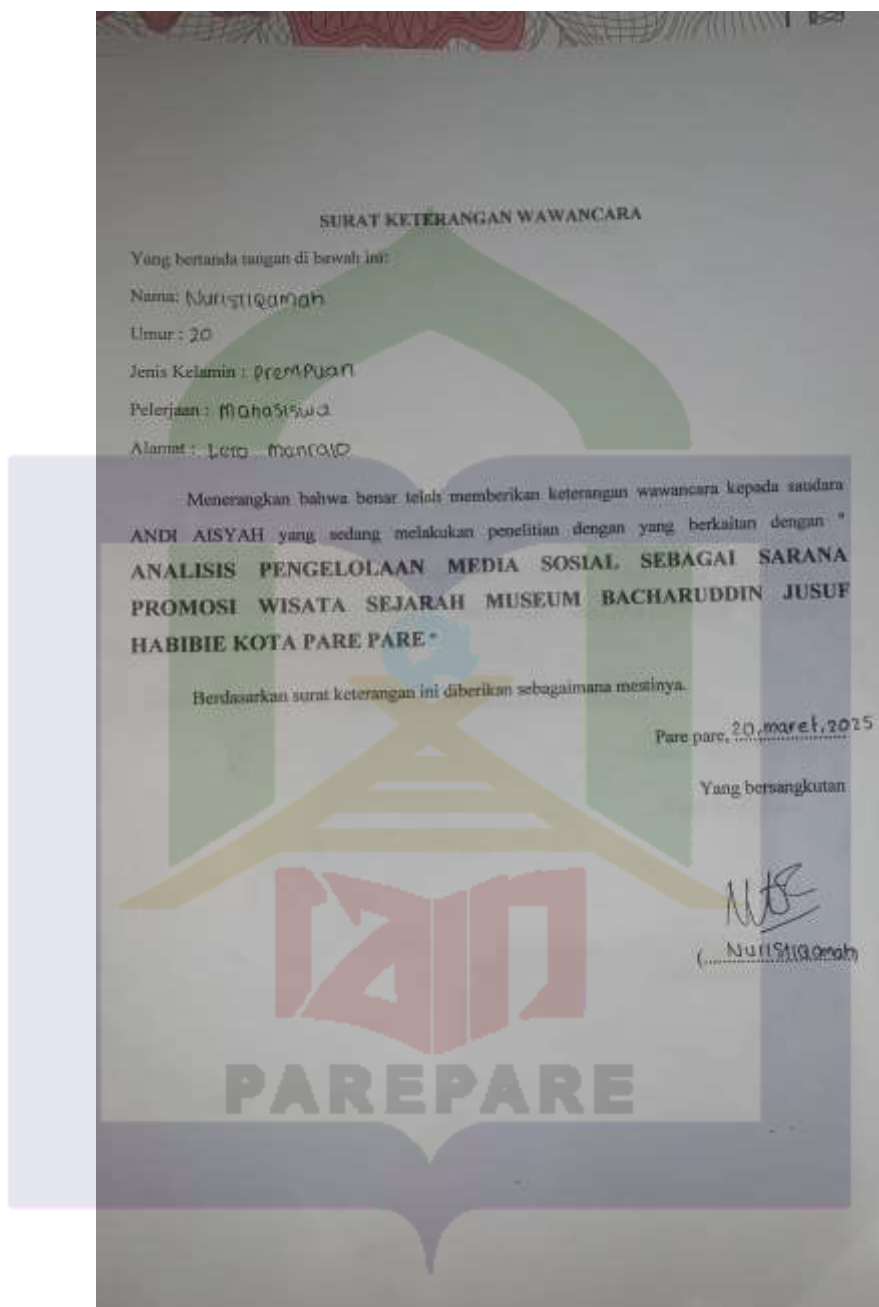 SURAT KETERANGAN WAWANCARA
Yang bertanda tangan di bawah ini:
Nama: Nuristiqamah
Umur : 20
Jenis Kelamin : Prempuan
Pelerjaan : Mahasiswa
Alamat : Lero
Menerangkan bahwa benar telah memberikan keterangan wawancara kepada saudara
ANDI AISYAH yang sedang melakukan penelitian dengan yang berkaitan dengan "
ANALISIS PENGELOLAAN MEDIA SOSIAL SEBAGAI SARANA
PROMOSI WISATA SEJARAH MUSEUM BACHARUDDIN JUSUF
HABIBIE KOTA PARE PARE "
Berdasarkan surat keterangan ini diberikan sebagaimana mestinya.
Pare pare, 20, maret, 2025
Yang bersangkutan
(.....Nuristiqamah)
iain
PAREPARE